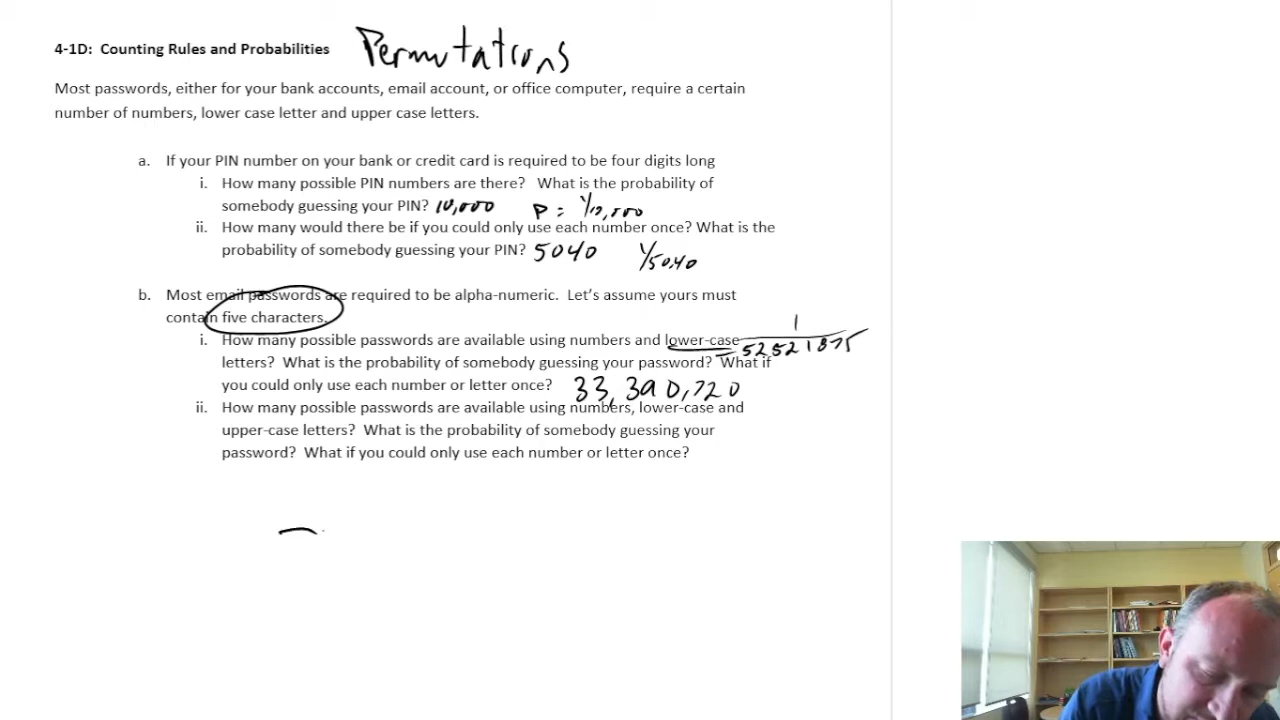 4-1D: Counting Rules and Probabilities Permutations
Most passwords, either for your bank accounts, email account, or office computer, require a certain
number of numbers, lower case letter and upper case letters.
a. If your PIN number on your bank or credit card is required to be four digits long
i. How many possible PIN numbers are there? What is the probability of
somebody guessing your PIN? 10,000 P = 1/10,000
ii. How many would there be if you could only use each number once? What is the
probability of somebody guessing your PIN? 5040 1/5040
b. Most email passwords are required to be alpha-numeric. Let's assume yours must
contain five characters.
i. How many possible passwords are available using numbers and lower-case
1
= 52521875
letters? What is the probability of somebody guessing your password? What if
you could only use each number or letter once? 33,390,720
ii. How many possible passwords are available using numbers, lower-case and
upper-case letters? What is the probability of somebody guessing your
password? What if you could only use each number or letter once?